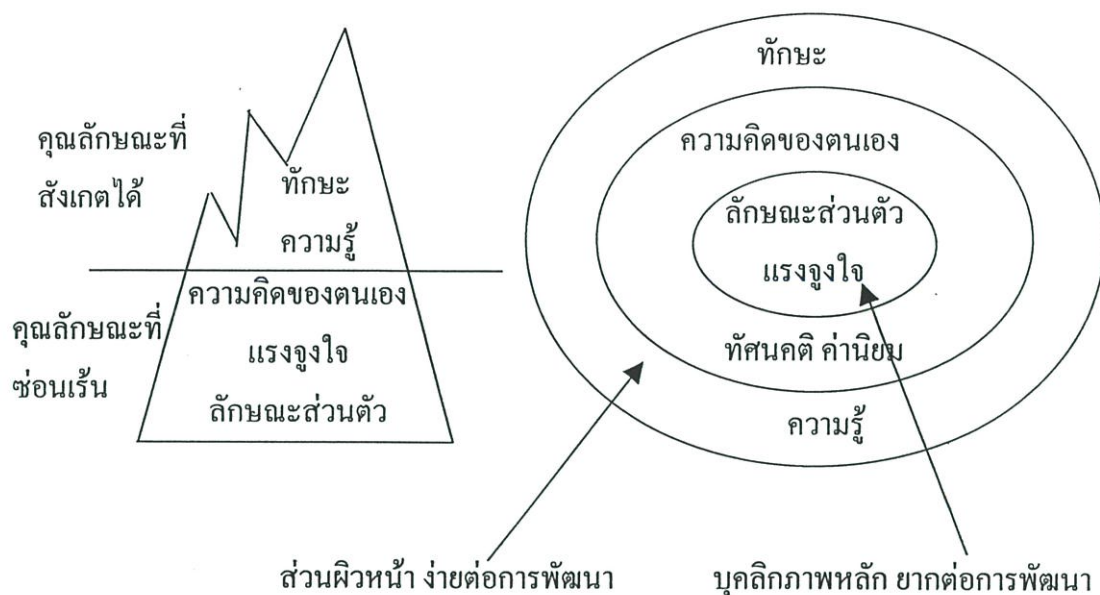 คุณลักษณะที่
สังเกตได้
ทักษะ
ความรู้
ความคิดของตนเอง
แรงจูงใจ
ลักษณะส่วนตัว
คุณลักษณะที่
ซ่อนเร้น
ทักษะ
ความคิดของตนเอง
ลักษณะส่วนตัว
แรงจูงใจ
ทัศนคติ ค่านิยม
ความรู้
ส่วนผิวหน้า ง่ายต่อการพัฒนา
บุคลิกภาพหลัก ยากต่อการพัฒนา